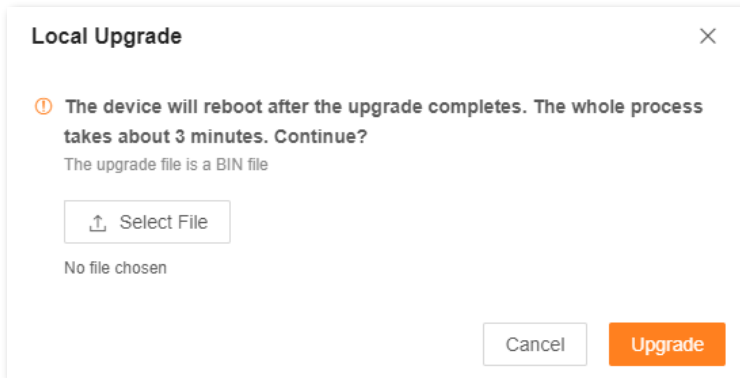 Local Upgrade
The device will reboot after the upgrade completes. The whole process
takes about 3 minutes. Continue?
The upgrade file is a BIN file
Select File
No file chosen
Cancel
Upgrade